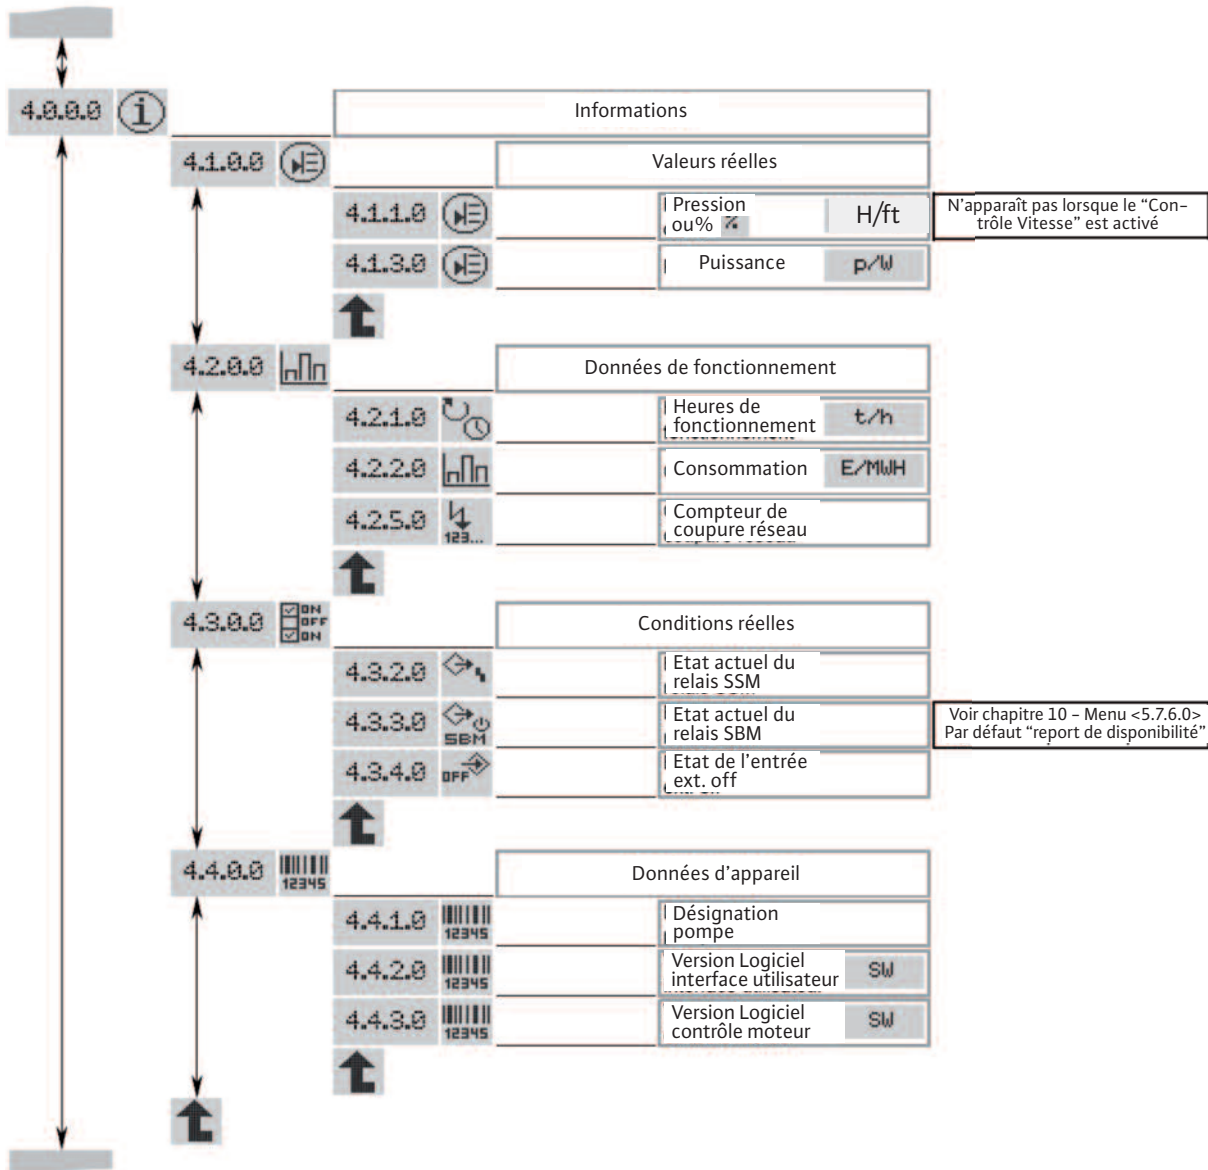 4.0.0.0 i Informations
4.1.0.0 Valeurs réelles
4.1.1.0 Pression
ou% % H/ft
N'apparaît pas lorsque le “Con-
trôle Vitesse” est activé
4.1.3.0 Puissance p/W
4.2.0.0 Données de fonctionnement
4.2.1.0 Heures de
fonctionnement t/h
4.2.2.0 Consommation E/MWH
4.2.5.0 123... Compteur de
coupure réseau
4.3.0.0 ON
OFF
ON
Conditions réelles
4.3.2.0 Etat actuel du
relais SSM
4.3.3.0 SBM Etat actuel du
relais SBM
Voir chapitre 10 – Menu <5.7.6.0>
Par défaut “report de disponibilité”
4.3.4.0 OFF Etat de l'entrée
ext. off
4.4.0.0 12345 Données d'appareil
4.4.1.0 12345 Désignation
pompe
4.4.2.0 12345 Version Logiciel
interface utilisateur SW
4.4.3.0 12345 Version Logiciel
contrôle moteur SW